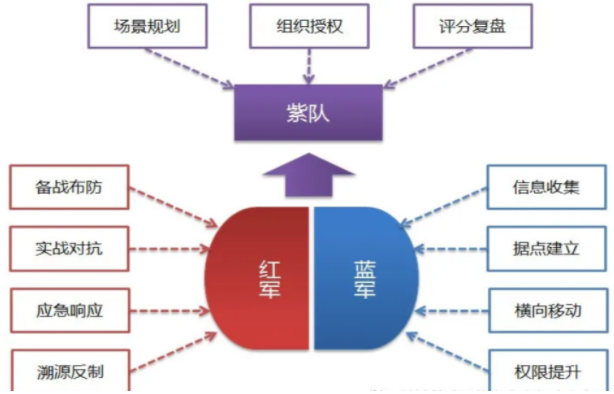 场景规划
组织授权
评分复盘
紫队
备战布防
信息收集
实战对抗
据点建立
红军
蓝军
应急响应
横向移动
溯源反制
权限提升